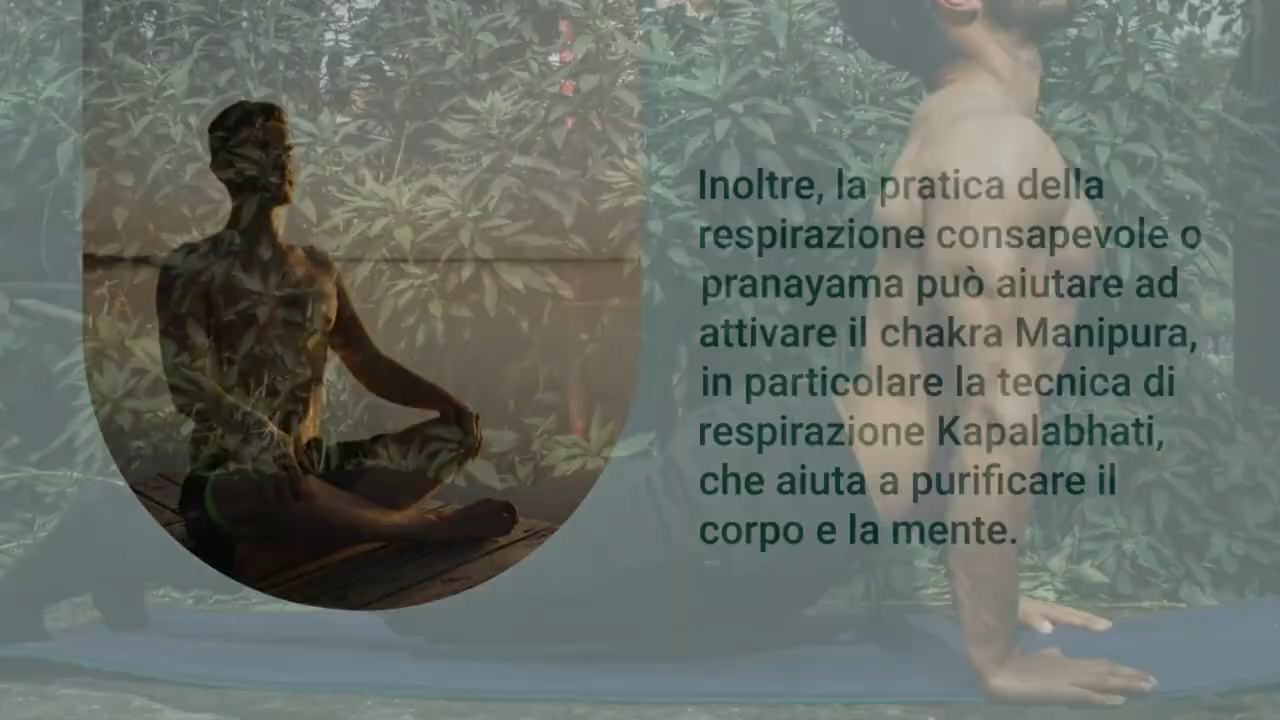 Inoltre, la pratica della
respirazione consapevole o
pranayama può aiutare ad
attivare il chakra Manipura,
in particolare la tecnica di
respirazione Kapalabhati,
che aiuta a purificare il
corpo e la mente.